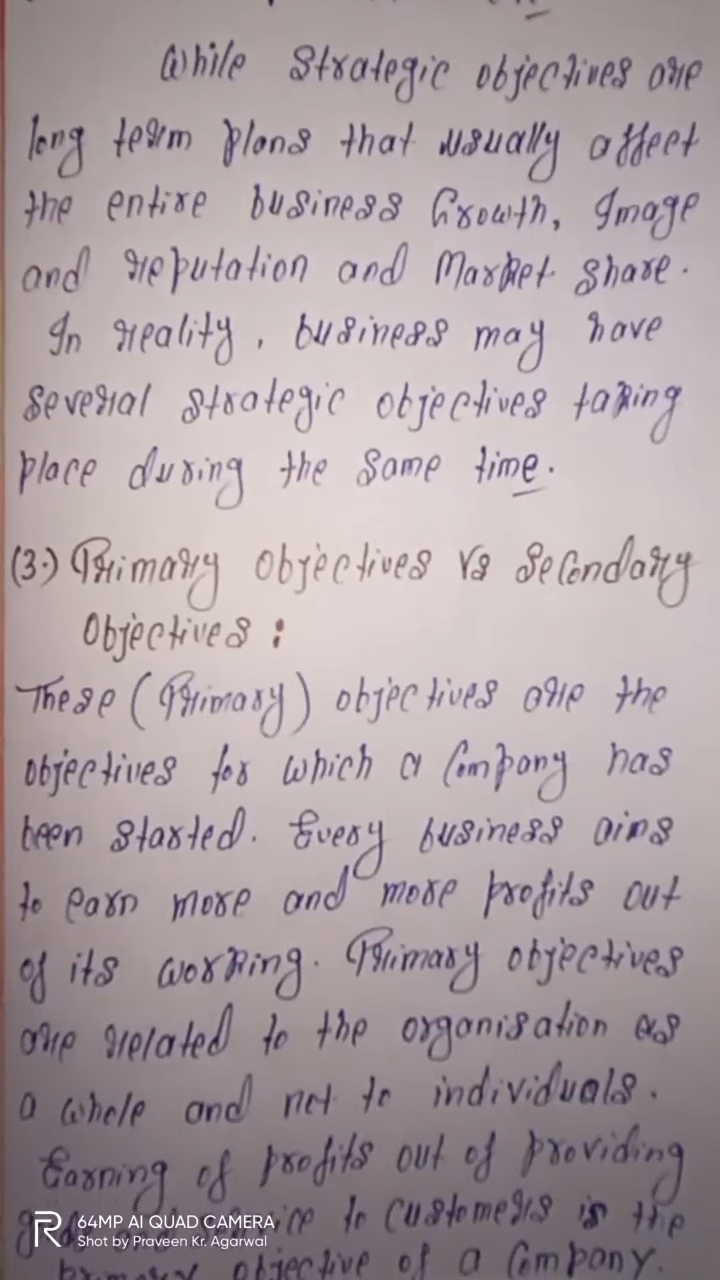 While Strategic objectives are
long term plans that usually affect
the entire business Growth, Image
and reputation and Market Share.
In reality, business may have
several strategic objectives taking
place during the same time.
(3.) Primary Objectives Vs Secondary
Objectives :
These (Primary) objectives are the
objectives for which a Company has
been started. Every business aims
to earn more and more profits out
of its working. Primary objectives
are related to the organisation as
a whole and not to individuals.
Earning of profits out of providing
to customers is the
objective of a Company.
64MP AI QUAD CAMERA
Shot by Praveen Kr. Agarwal